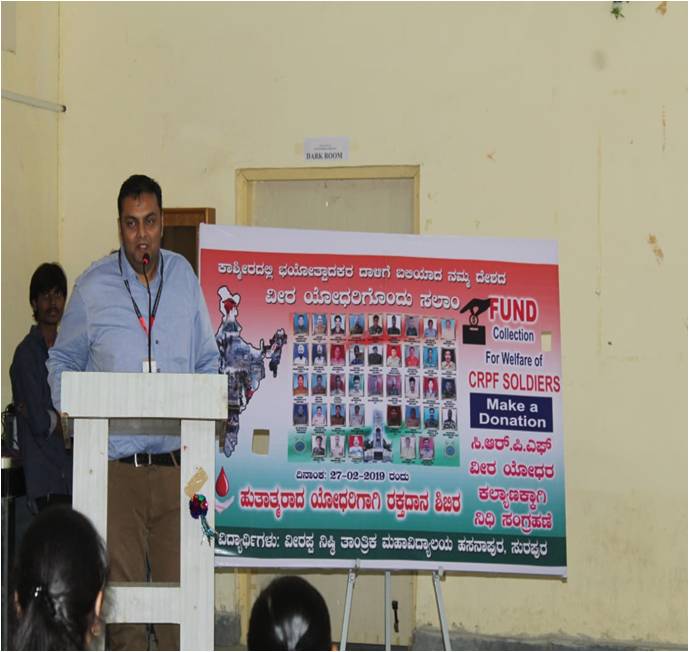 DARK ROOM
ಕಾಶ್ಮೀರದಲ್ಲಿ ಭಯೋತ್ಪಾದಕರ ದಾಳಿಗೆ ಬಲಿಯಾದ ನಮ್ಮ ದೇಶದ
ವೀರ ಯೋಧರಿಗೊಂದು ಸಲಾಂ
FUND
Collection
For Welfare of
CRPF SOLDIERS
Make a
Donation
ಸಿ.ಆರ್.ಪಿ.ಎಫ್
ವೀರ ಯೋಧರ
ಕಲ್ಯಾಣಕ್ಕಾಗಿ
ನಿಧಿ ಸಂಗ್ರಹಣೆ
ದಿನಾಂಕ: 27-02-2019 ರಂದು
ಹುತಾತ್ಮರಾದ ಯೋಧರಿಗಾಗಿ ರಕ್ತದಾನ ಶಿಬಿರ
ವಿದ್ಯಾರ್ಥಿಗಳು: ವೀರಪ್ಪ ನಿಷ್ಠಿ ತಾಂತ್ರಿಕ ಮಹಾವಿದ್ಯಾಲಯ ಹಸನಾಪುರ, ಸುರಪುರ